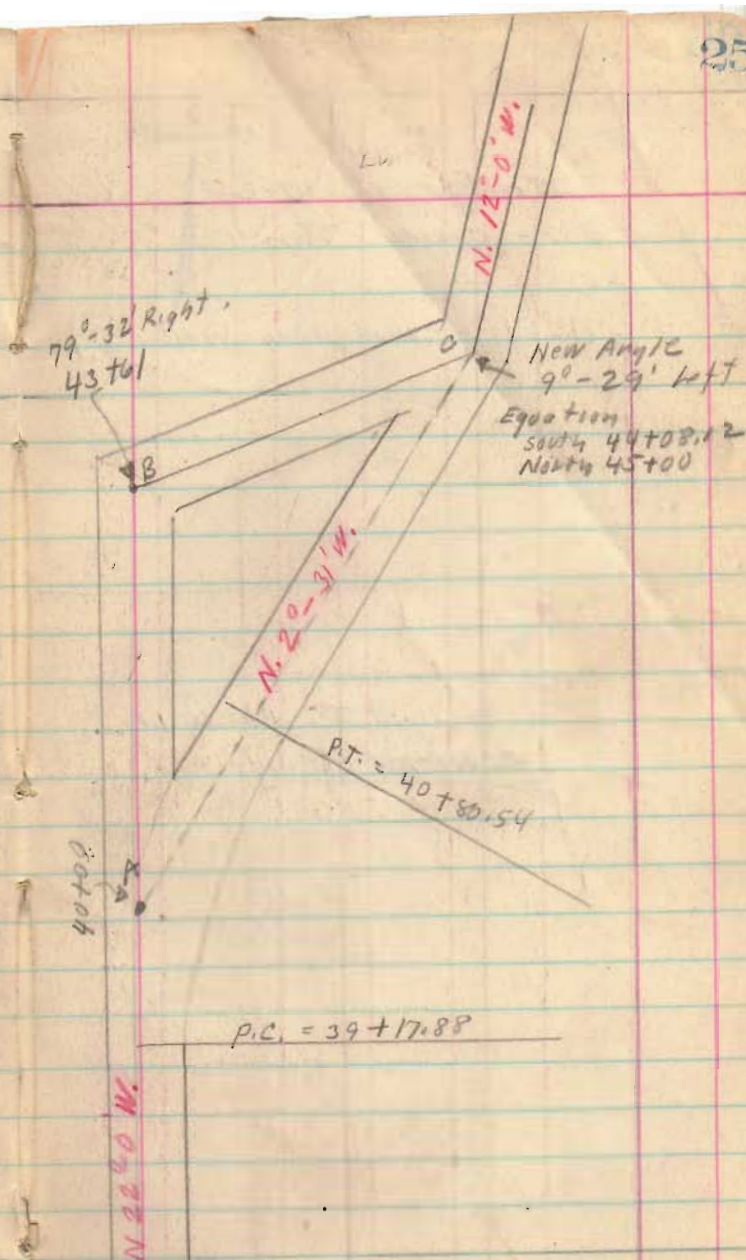 25
N. 12°-0' W.
79°-32' Right.
43+61
B
C
New Angle
9°-29' Left
Equation
South 44+08.12
North 45+00
N. 2°-31' W.
P.T. = 40+80.54
40+00
P.C. = 39+17.88
N 22°-0' W.